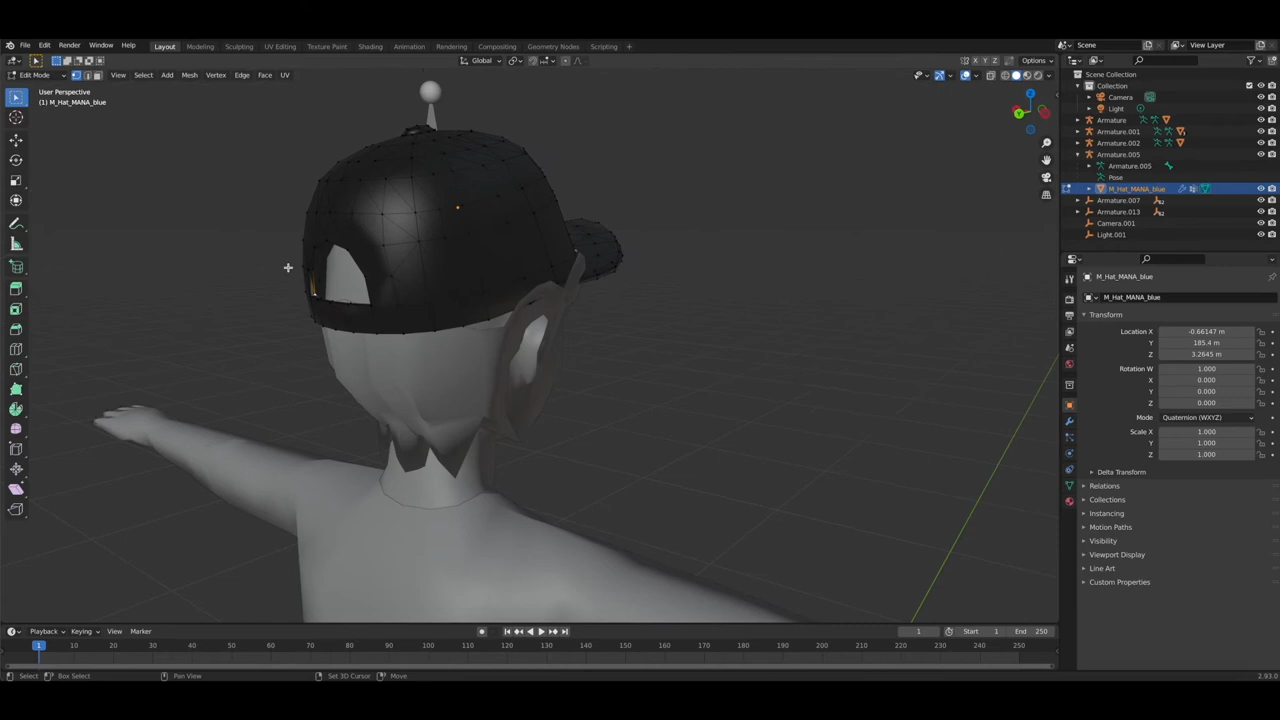 File Edit Render Window Help Layout Modeling Sculpting UV Editing Texture Paint Shading Animation Rendering Compositing Geometry Nodes Scripting + Scene View Layer
Global Options
Edit Mode View Select Add Mesh Vertex Edge Face UV
User Perspective
(1) M_Hat_MANA_blue
Z
Y
Scene Collection
Collection
Camera
Light
Armature
Armature.001
Armature.002
Armature.005
Armature.005
Pose
M_Hat_MANA_blue
Armature.007
Armature.013
Camera.001
Light.001
M_Hat_MANA_blue
M_Hat_MANA_blue
Transform
Location X -0.66147 m
Y 185.4 m
Z 3.2645 m
Rotation W 1.000
X 0.000
Y 0.000
Z 0.000
Mode Quaternion (WXYZ)
Scale X 1.000
Y 1.000
Z 1.000
Delta Transform
Relations
Collections
Instancing
Motion Paths
Visibility
Viewport Display
Line Art
Custom Properties
Playback Keying View Marker 1 Start 1 End 250
1 10 20 30 40 50 60 70 80 90 100 110 120 130 140 150 160 170 180 190 200 210 220 230 240 250
Select Box Select Pan View Set 3D Cursor Move 2.93.0